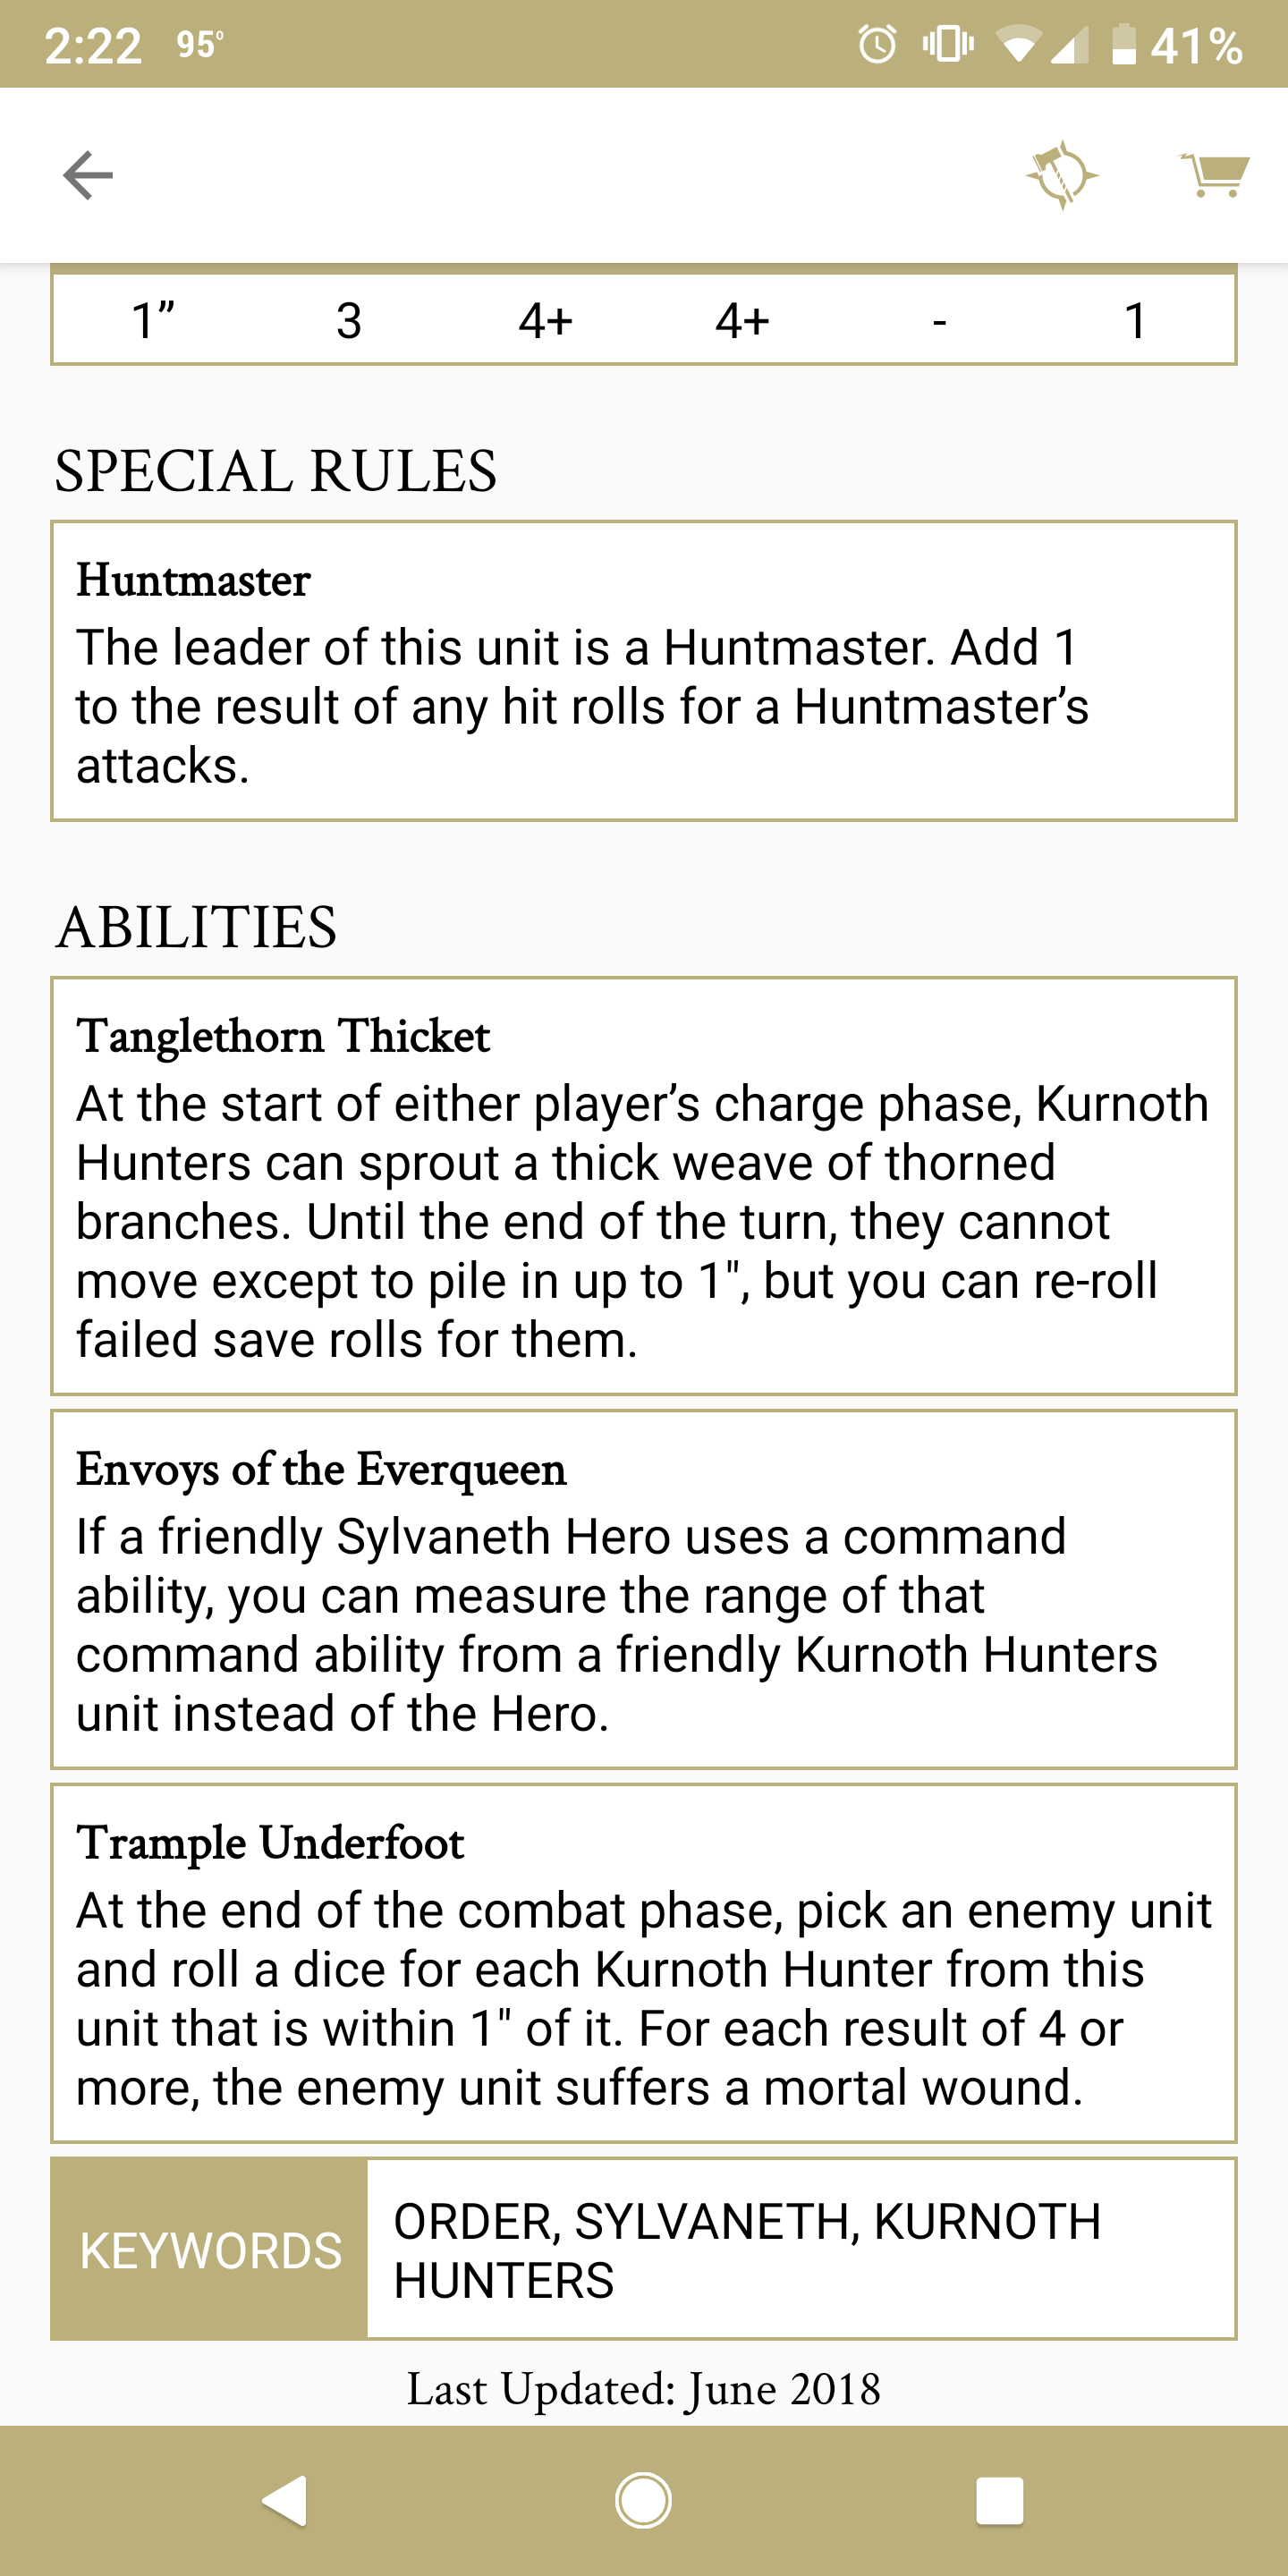 2:22 95° 41%
1” 3 4+ 4+ - 1
SPECIAL RULES
Huntmaster
The leader of this unit is a Huntmaster. Add 1
to the result of any hit rolls for a Huntmaster’s
attacks.
ABILITIES
Tanglethorn Thicket
At the start of either player’s charge phase, Kurnoth
Hunters can sprout a thick weave of thorned
branches. Until the end of the turn, they cannot
move except to pile in up to 1", but you can re-roll
failed save rolls for them.
Envoys of the Everqueen
If a friendly Sylvaneth Hero uses a command
ability, you can measure the range of that
command ability from a friendly Kurnoth Hunters
unit instead of the Hero.
Trample Underfoot
At the end of the combat phase, pick an enemy unit
and roll a dice for each Kurnoth Hunter from this
unit that is within 1" of it. For each result of 4 or
more, the enemy unit suffers a mortal wound.
KEYWORDS
ORDER, SYLVANETH, KURNOTH
HUNTERS
Last Updated: June 2018